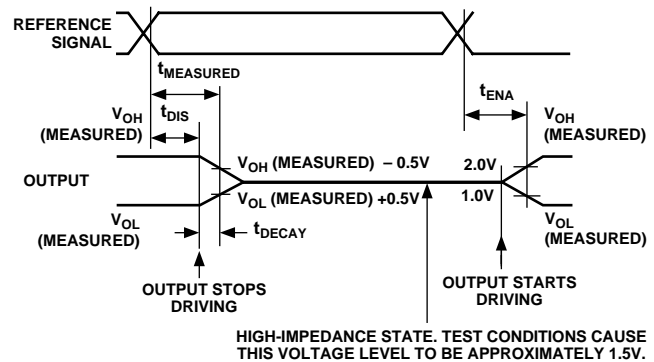 REFERENCE
SIGNAL
tMEASURED
tENA
VOH
(MEASURED)
tDIS
VOH
(MEASURED)
VOH (MEASURED) – 0.5V
2.0V
OUTPUT
VOL (MEASURED) +0.5V
1.0V
VOL
(MEASURED)
tDECAY
VOL
(MEASURED)
OUTPUT STOPS
DRIVING
OUTPUT STARTS
DRIVING
HIGH-IMPEDANCE STATE. TEST CONDITIONS CAUSE
THIS VOLTAGE LEVEL TO BE APPROXIMATELY 1.5V.